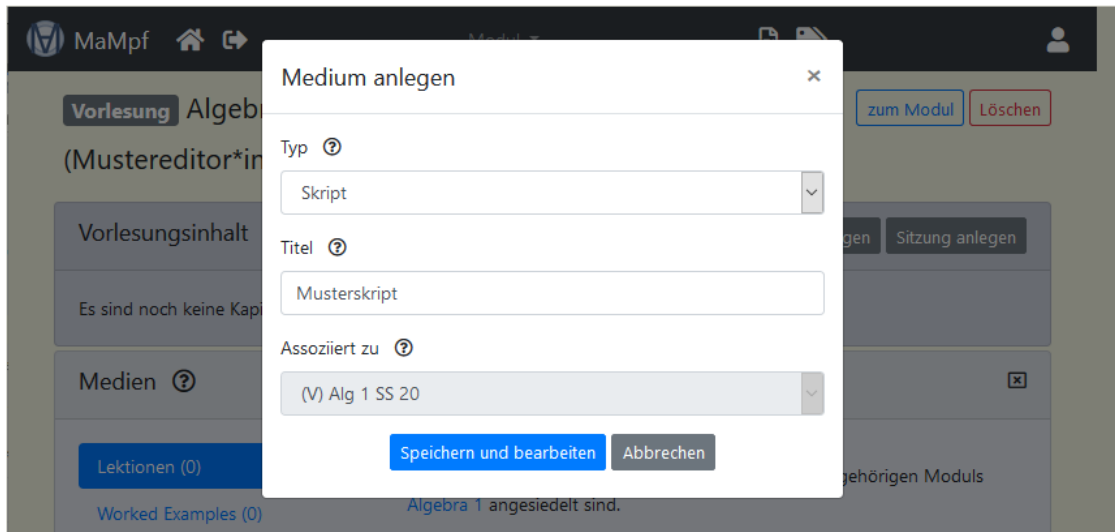 MaMpf
Modul
Medium anlegen
×
Vorlesung Algebr
zum Modul
Löschen
(Mustereditor*in
Typ
Skript
Vorlesungsinhalt
gen
Sitzung anlegen
Titel
Musterskript
Es sind noch keine Kapi
Assoziiert zu
Medien
(V) Alg 1 SS 20
Speichern und bearbeiten
Abbrechen
Lektionen (0)
gehörigen Moduls
Worked Examples (0)
Algebra 1 angesiedelt sind.